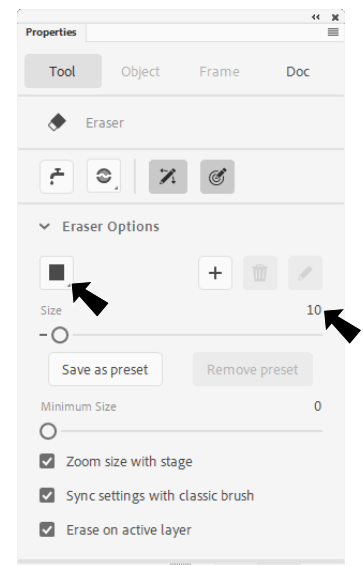 Properties
Tool Object Frame Doc
Eraser
Eraser Options
Size 10
Save as preset Remove preset
Minimum Size 0
Zoom size with stage
Sync settings with classic brush
Erase on active layer